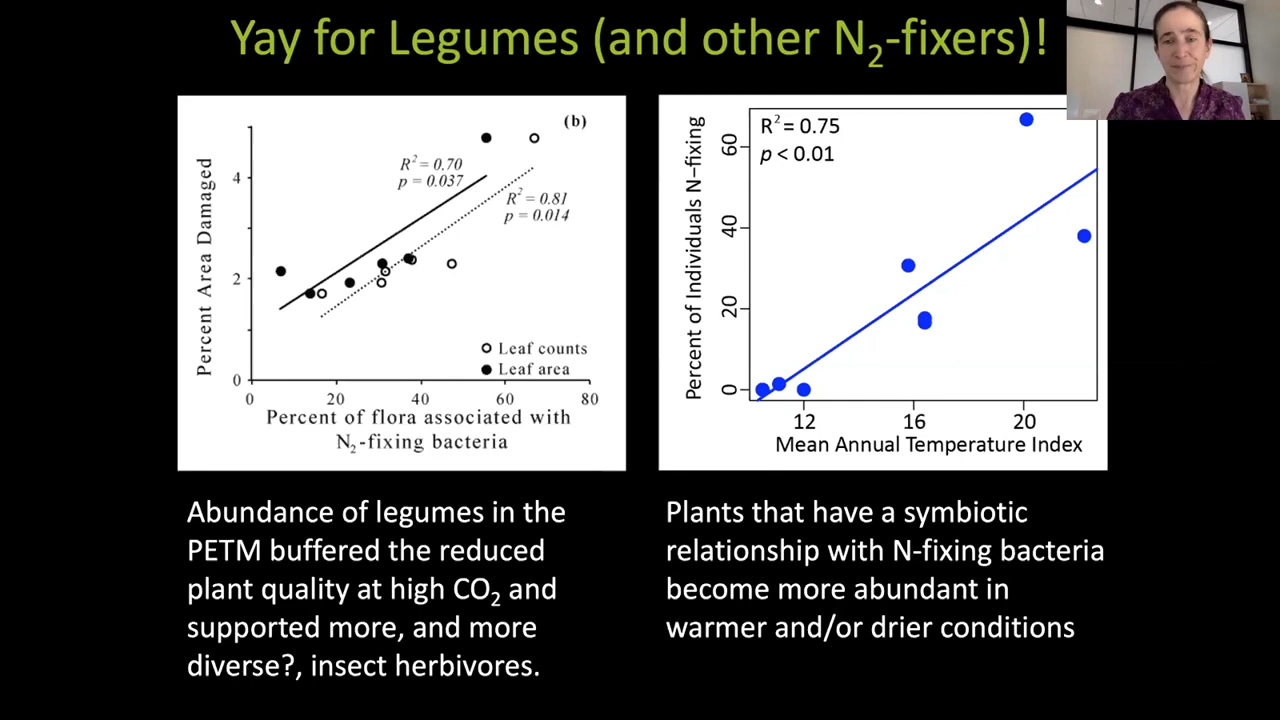 Yay for Legumes (and other N₂-fixers)!
(b)
R² = 0.70
p = 0.037
R² = 0.81
p = 0.014
Percent Area Damaged
4
2
0
Leaf counts
Leaf area
0 20 40 60 80
Percent of flora associated with
N₂-fixing bacteria
R² = 0.75
p < 0.01
Percent of Individuals N−fixing
60
40
20
0
12 16 20
Mean Annual Temperature Index
Abundance of legumes in the
PETM buffered the reduced
plant quality at high CO₂ and
supported more, and more
diverse?, insect herbivores.
Plants that have a symbiotic
relationship with N-fixing bacteria
become more abundant in
warmer and/or drier conditions